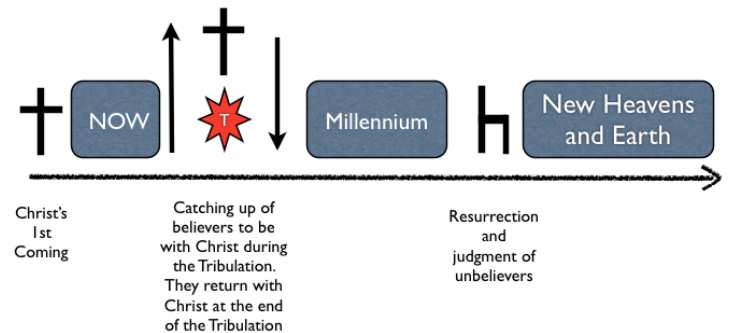 NOW
T
Millennium
New Heavens
and Earth
Christ's
1st
Coming
Catching up of
believers to be
with Christ during
the Tribulation.
They return with
Christ at the end
of the Tribulation
Resurrection
and
judgment of
unbelievers